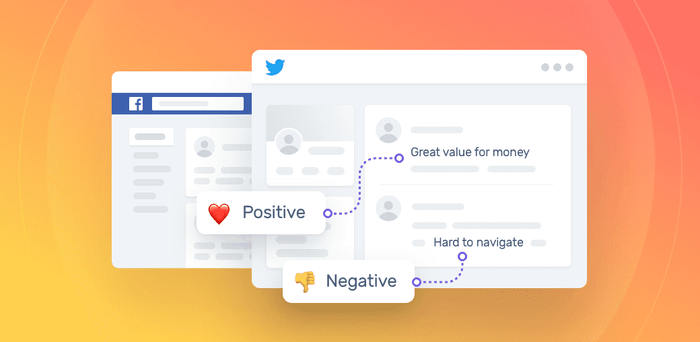 Great value for money
Positive
Hard to navigate
Negative